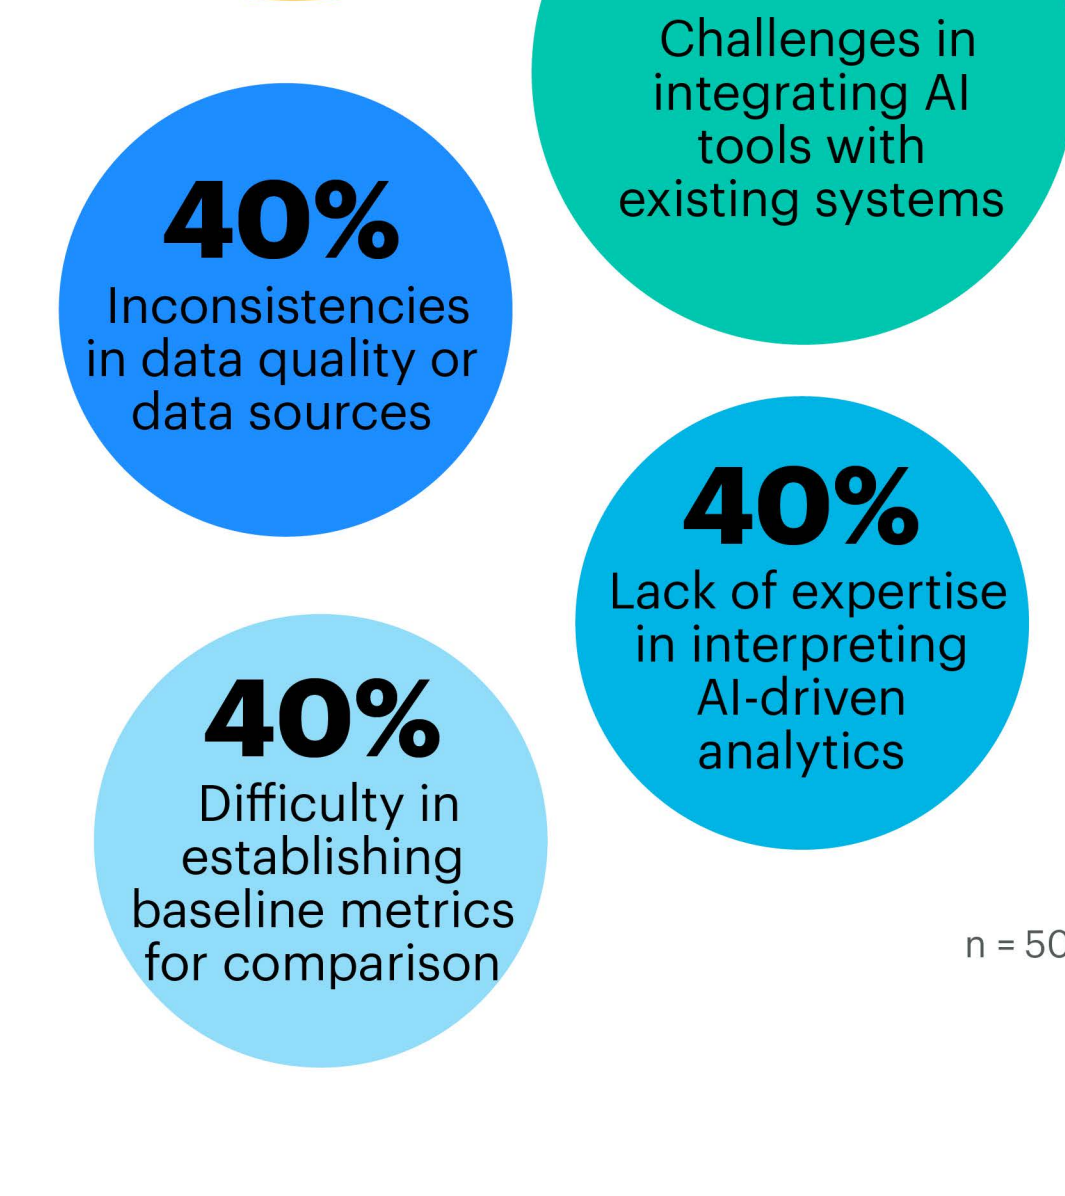 Challenges in
integrating AI
tools with
existing systems
40%
Inconsistencies
in data quality or
data sources
40%
Lack of expertise
in interpreting
AI-driven
analytics
40%
Difficulty in
establishing
baseline metrics
for comparison
n =